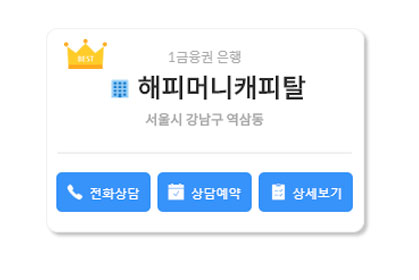 BEST
1금융권 은행
해피머니캐피탈
서울시 강남구 역삼동
전화상담
상담예약
상세보기